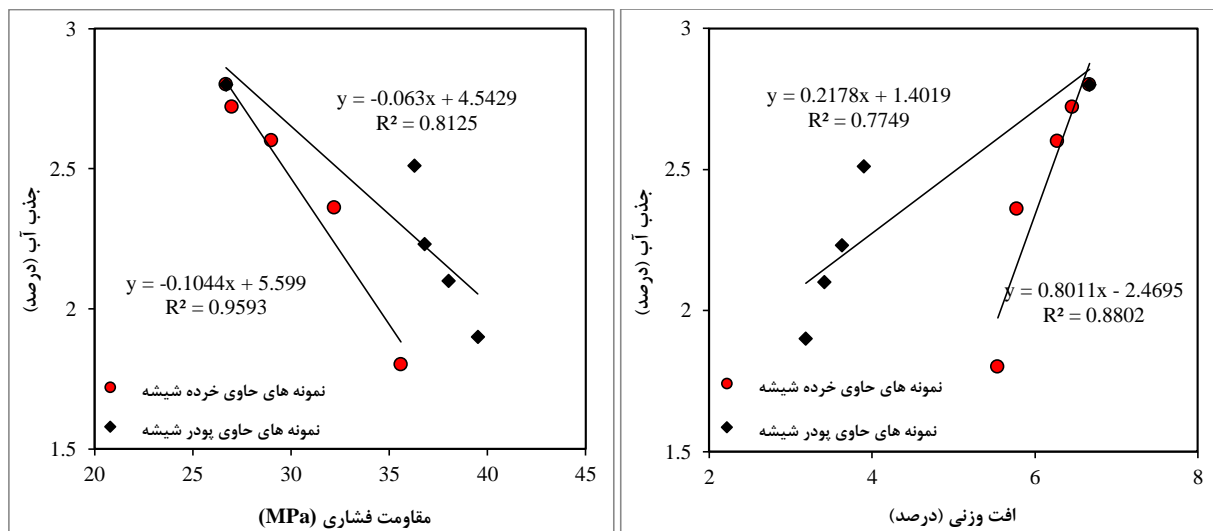 3
2.5
2
1.5
جذب آب (درصد)
y = -0.063x + 4.5429
R² = 0.8125
y = -0.1044x + 5.599
R² = 0.9593
نمونه های حاوی خرده شیشه
نمونه های حاوی پودر شیشه
20 25 30 35 40 45
مقاومت فشاری (MPa)
3
2.5
2
1.5
جذب آب (درصد)
y = 0.2178x + 1.4019
R² = 0.7749
y = 0.8011x - 2.4695
R² = 0.8802
نمونه های حاوی خرده شیشه
نمونه های حاوی پودر شیشه
2 4 6 8
افت وزنی (درصد)